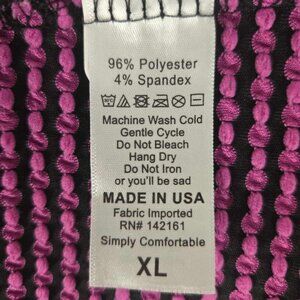 96% Polyester
4% Spandex
Machine Wash Cold
Gentle Cycle
Do Not Bleach
Hang Dry
Do Not Iron
or you'll be sad
MADE IN USA
Fabric Imported
RN# 142161
Simply Comfortable
XL